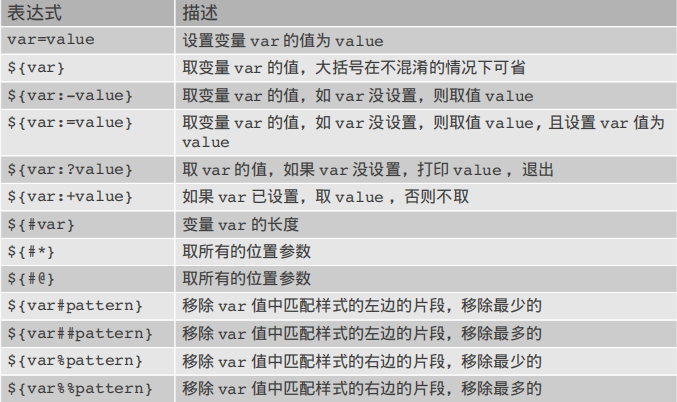 表达式 描述
var=value 设置变量 var 的值为 value
${var} 取变量 var 的值，大括号在不混淆的情况下可省
${var:-value} 取变量 var 的值，如 var 没设置，则取值 value
${var:=value} 取变量 var 的值，如 var 没设置，则取值 value，且设置 var 值为
value
${var:?value} 取 var 的值，如果 var 没设置，打印 value ，退出
${var:+value} 如果 var 已设置，取 value ，否则不取
${#var} 变量 var 的长度
${#*} 取所有的位置参数
${#@} 取所有的位置参数
${var#pattern} 移除 var 值中匹配样式的左边的片段，移除最少的
${var##pattern} 移除 var 值中匹配样式的左边的片段，移除最多的
${var%pattern} 移除 var 值中匹配样式的右边的片段，移除最少的
${var%%pattern} 移除 var 值中匹配样式的右边的片段，移除最多的